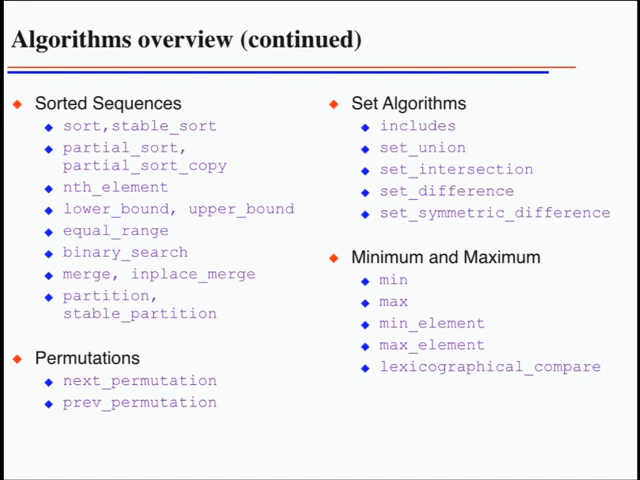 Algorithms overview (continued)
Sorted Sequences
sort,stable_sort
partial_sort,
partial_sort_copy
nth_element
lower_bound, upper_bound
equal_range
binary_search
merge, inplace_merge
partition,
stable_partition
Permutations
next_permutation
prev_permutation
Set Algorithms
includes
set_union
set_intersection
set_difference
set_symmetric_difference
Minimum and Maximum
min
max
min_element
max_element
lexicographical_compare